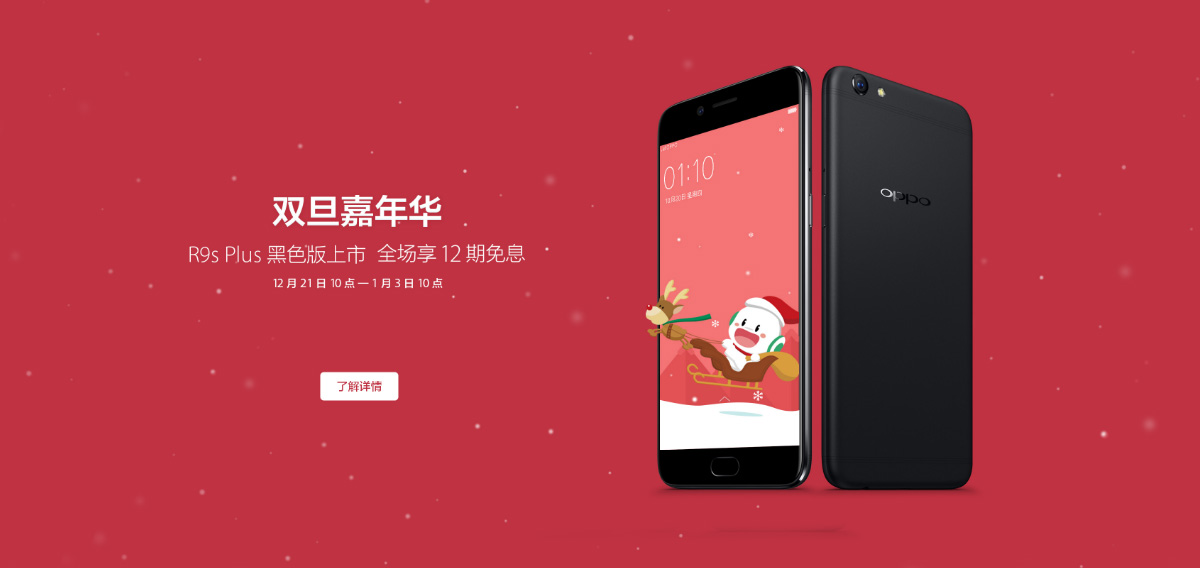 双旦嘉年华
R9s Plus 黑色版上市 全场享 12 期免息
12 月 21 日 10 点 — 1 月 3 日 10 点
了解详情
01:10
oppo